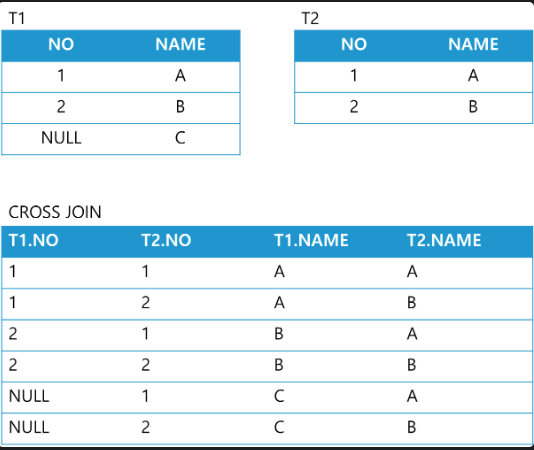 T1 T2
NO NAME NO NAME
1 A 1 A
2 B 2 B
NULL C
CROSS JOIN
T1.NO T2.NO T1.NAME T2.NAME
1 1 A A
1 2 A B
2 1 B A
2 2 B B
NULL 1 C A
NULL 2 C B